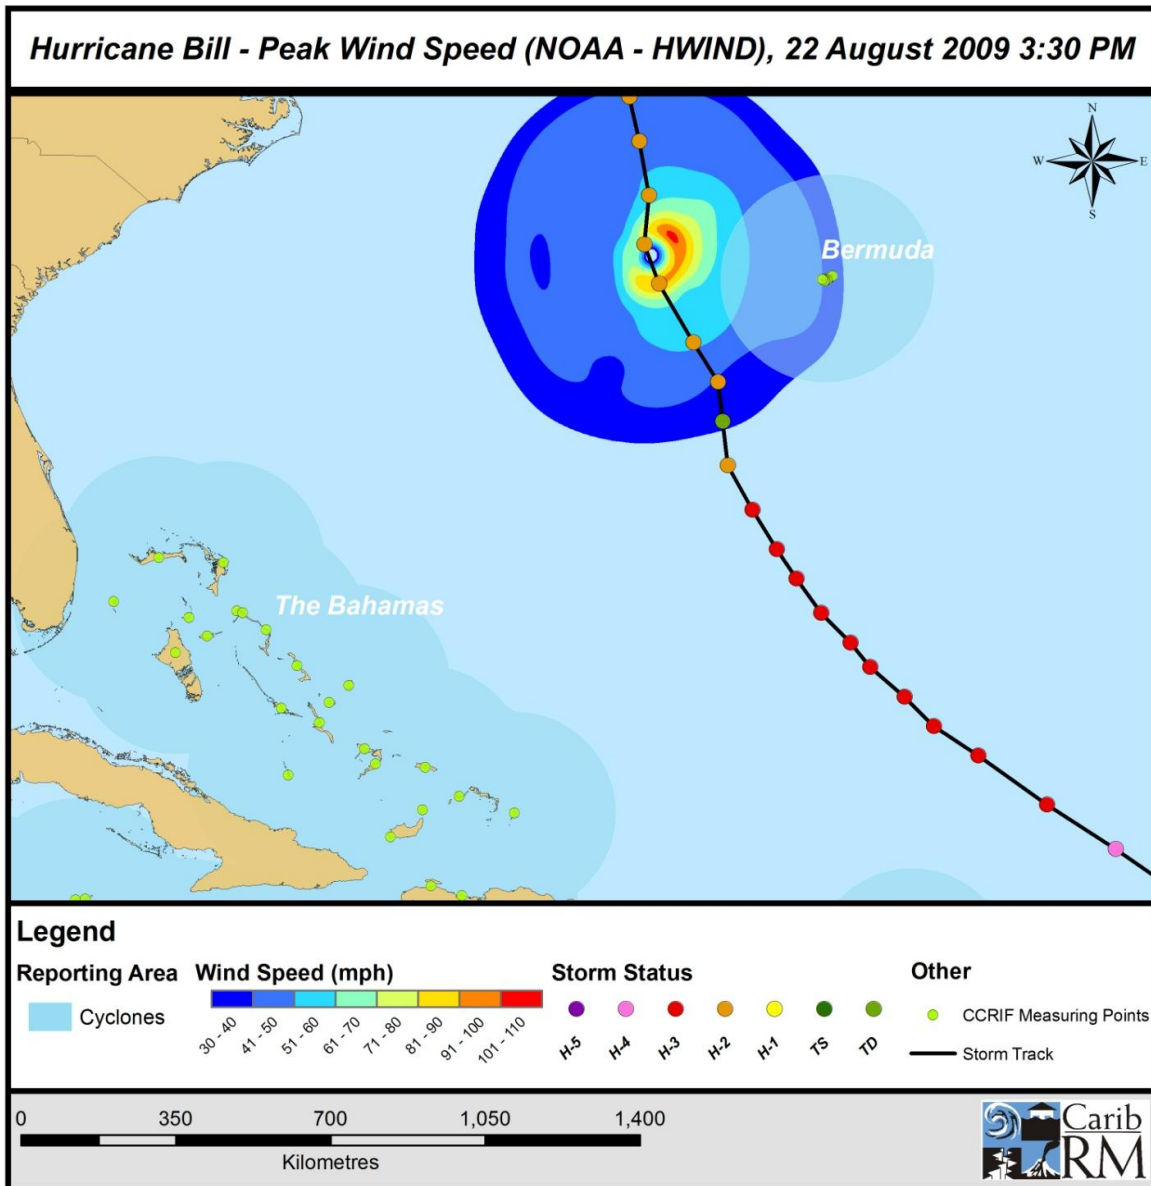 Hurricane Bill - Peak Wind Speed (NOAA - HWIND), 22 August 2009 3:30 PM
N
W E
S
Bermuda
The Bahamas
Legend
Reporting Area
Cyclones
Wind Speed (mph)
30 - 40
41 - 50
51 - 60
61 - 70
71 - 80
81 - 90
91 - 100
101 - 110
Storm Status
H-5
H-4
H-3
H-2
H-1
TS
TD
Other
CCRIF Measuring Points
Storm Track
0 350 700 1,050 1,400
Kilometres
Carib
RM